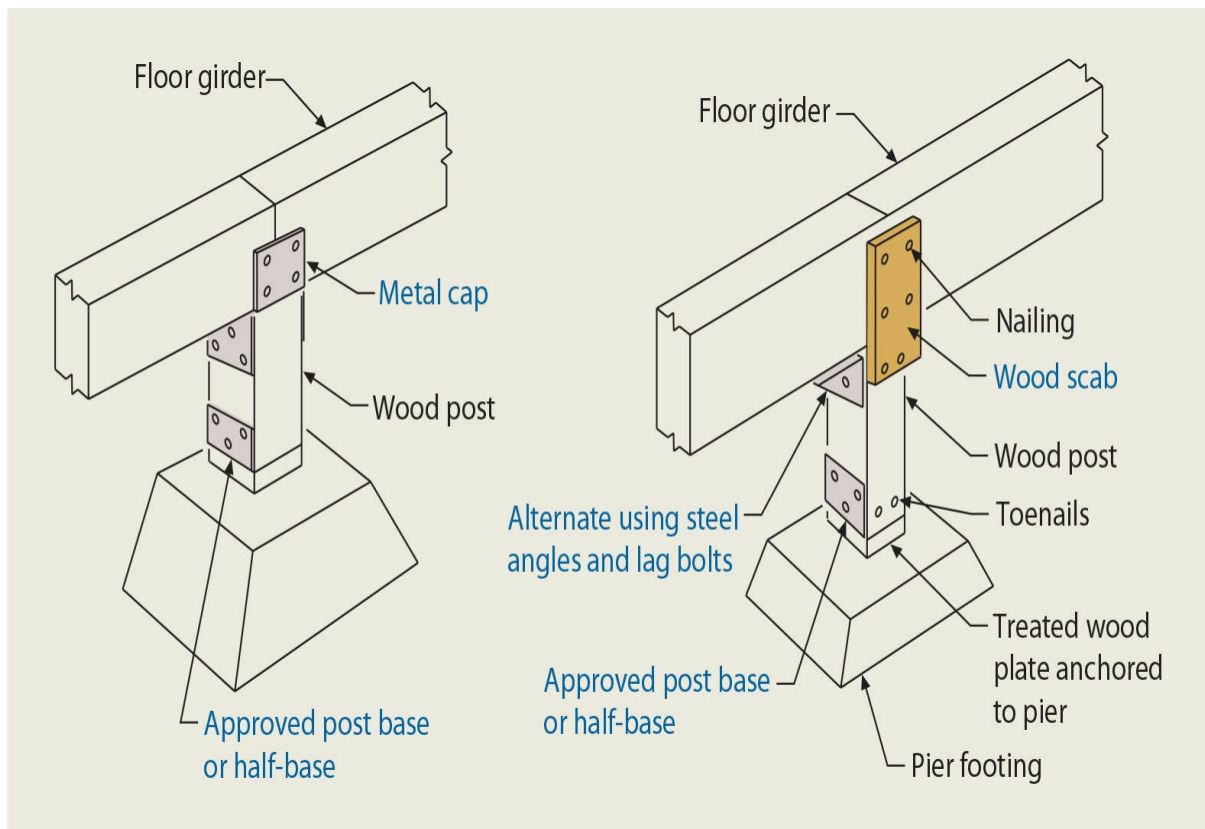 Floor girder
Metal cap
Wood post
Approved post base
or half-base
Floor girder
Nailing
Wood scab
Wood post
Alternate using steel
angles and lag bolts
Toenails
Treated wood
plate anchored
to pier
Approved post base
or half-base
Pier footing